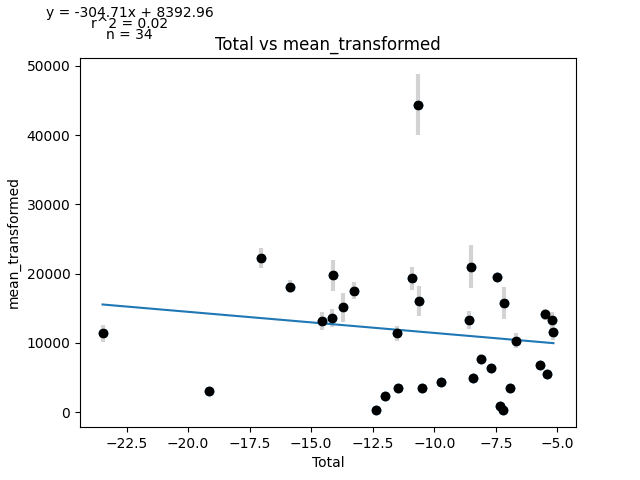 y = -304.71x + 8392.96
r^2 = 0.02
n = 34
Total vs mean_transformed
50000
40000
30000
20000
10000
0
mean_transformed
−22.5 −20.0 −17.5 −15.0 −12.5 −10.0 −7.5 −5.0
Total